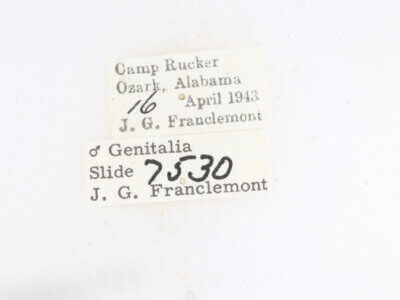 Camp Rucker
Ozark, Alabama
16 April 1943
J. G. Franclemont
♂ Genitalia
Slide 7530
J. G. Franclemont